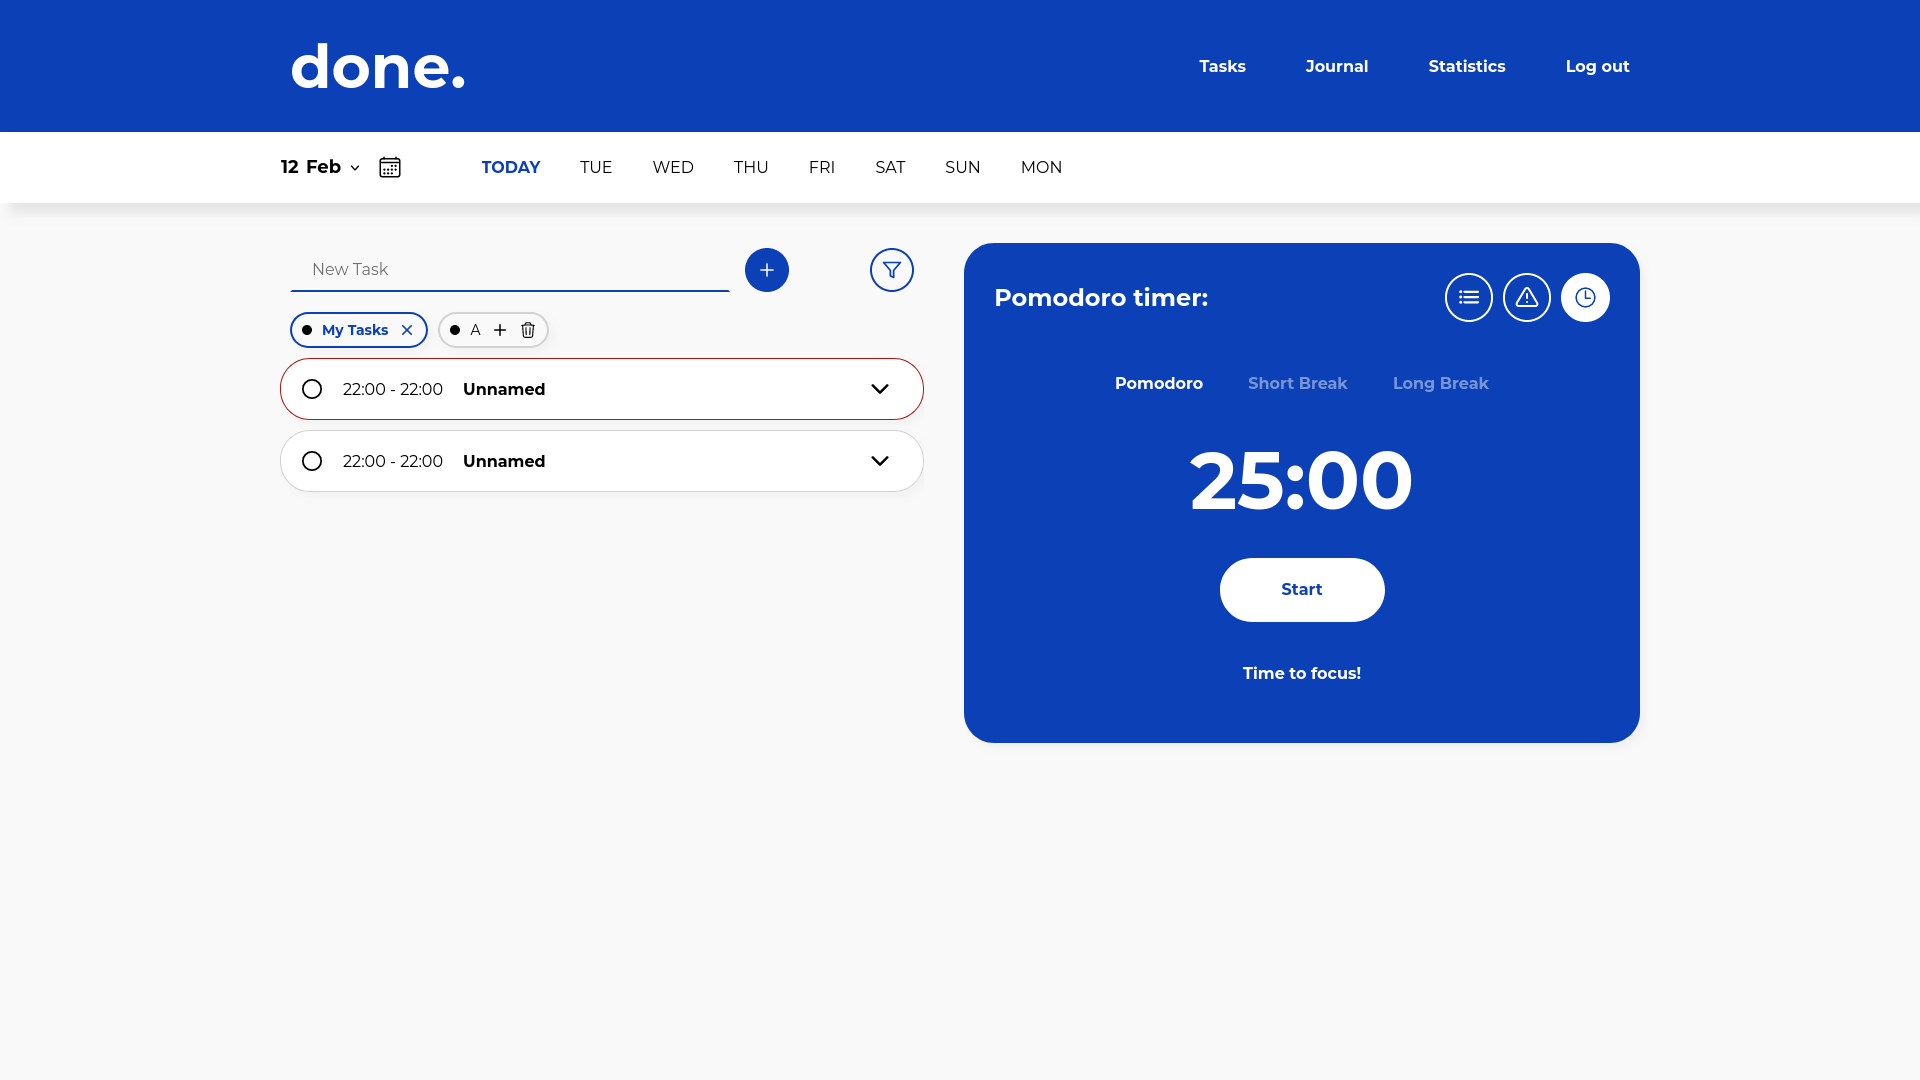 done.
Tasks Journal Statistics Log out
12 Feb TODAY TUE WED THU FRI SAT SUN MON
New Task
My Tasks A
22:00 - 22:00 Unnamed
22:00 - 22:00 Unnamed
Pomodoro timer:
Pomodoro Short Break Long Break
25:00
Start
Time to focus!